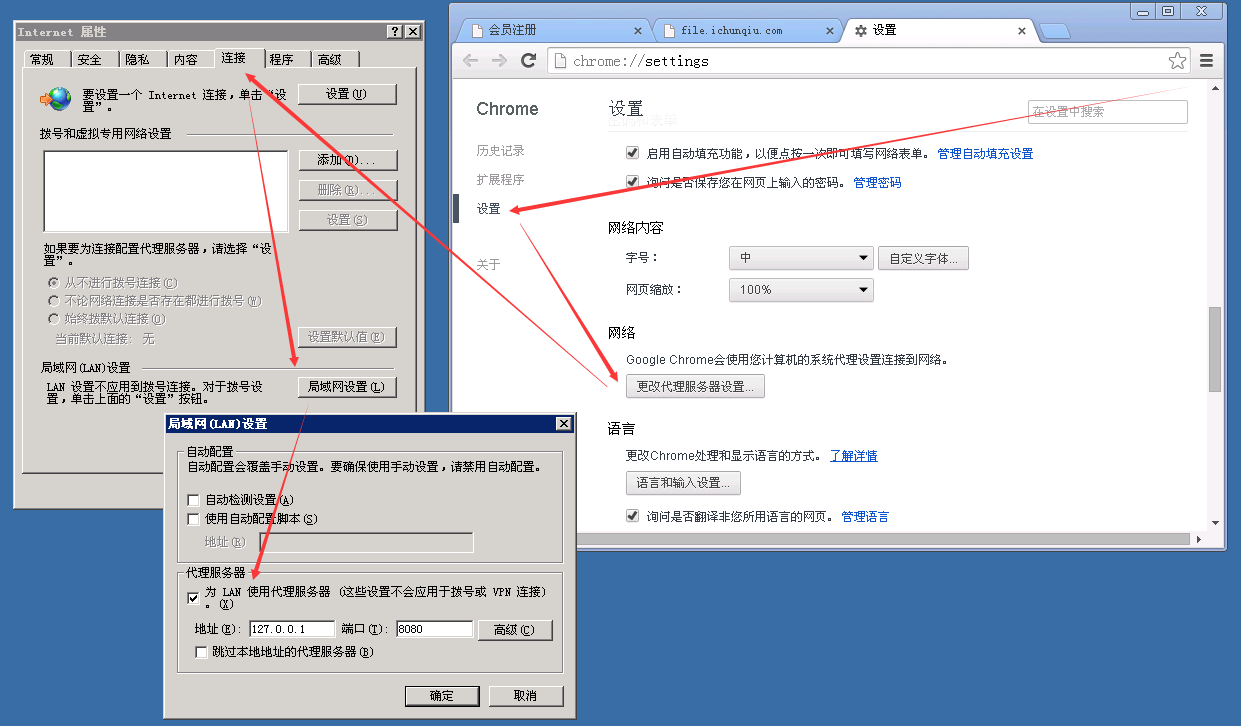 Internet 属性
常规 安全 隐私 内容 连接 程序 高级
要设置一个 Internet 连接，单击“设
置”。
设置(U)
拨号和虚拟专用网络设置
添加(D)...
删除(R)...
设置(S)
如果要为连接配置代理服务器，请选择“设
置”。
从不进行拨号连接(C)
不论网络连接是否存在都进行拨号(W)
始终拨默认连接(O)
当前默认连接: 无
设置默认值(E)
局域网(LAN)设置
LAN 设置不应用到拨号连接。对于拨号设
置，单击上面的“设置”按钮。
局域网设置(L)
局域网(LAN)设置
自动配置
自动配置会覆盖手动设置。要确保使用手动设置，请禁用自动配置。
自动检测设置(A)
使用自动配置脚本(S)
地址(R)
代理服务器
为 LAN 使用代理服务器 (这些设置不会应用于拨号或 VPN 连接)
。(X)
地址(E): 127.0.0.1 端口(T): 8080 高级(C)
跳过本地地址的代理服务器(B)
确定 取消
会员注册 file.ichunqiu.com 设置
chrome://settings
Chrome
历史记录
扩展程序
设置
关于
设置
在设置中搜索
启用自动填充功能，以便点按一次即可填写网络表单。 管理自动填充设置
询问是否保存您在网页上输入的密码。 管理密码
网络内容
字号： 中 自定义字体...
网页缩放： 100%
网络
Google Chrome会使用您计算机的系统代理设置连接到网络。
更改代理服务器设置...
语言
更改Chrome处理和显示语言的方式。 了解详情
语言和输入设置...
询问是否翻译非您所用语言的网页。 管理语言